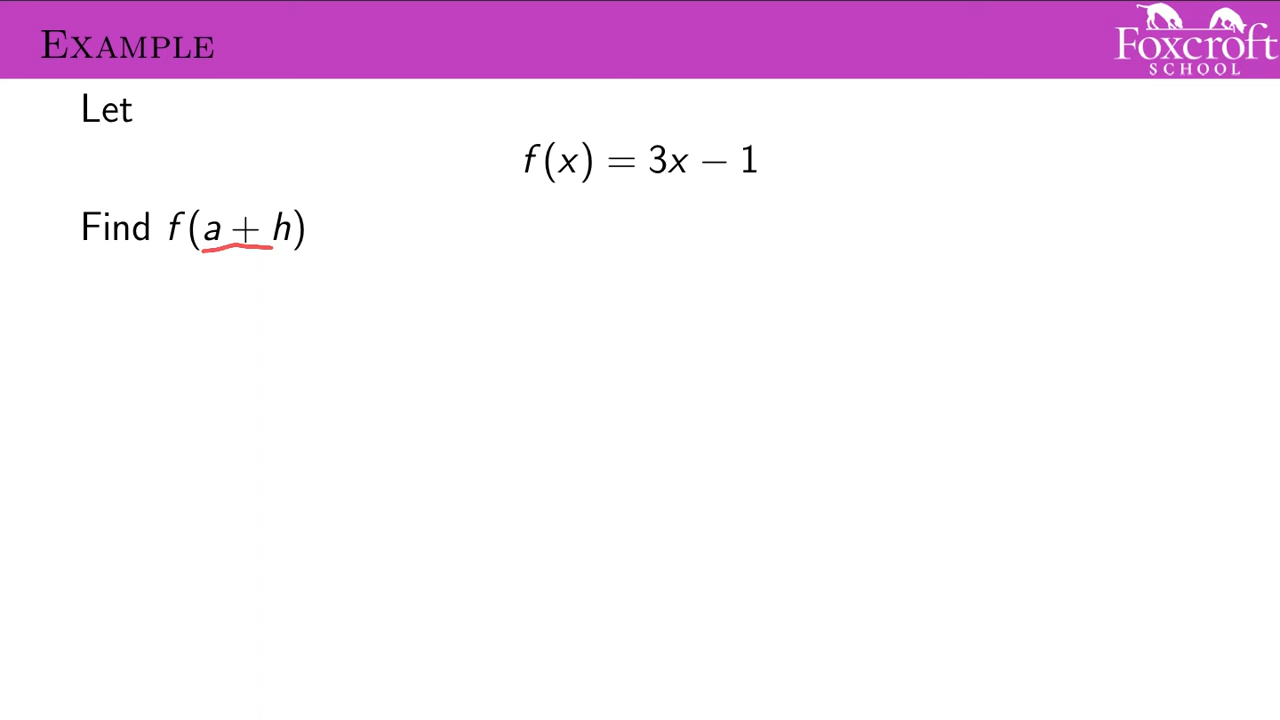 EXAMPLE
Foxcroft
SCHOOL
Let
f(x) = 3x − 1
Find f(a + h)